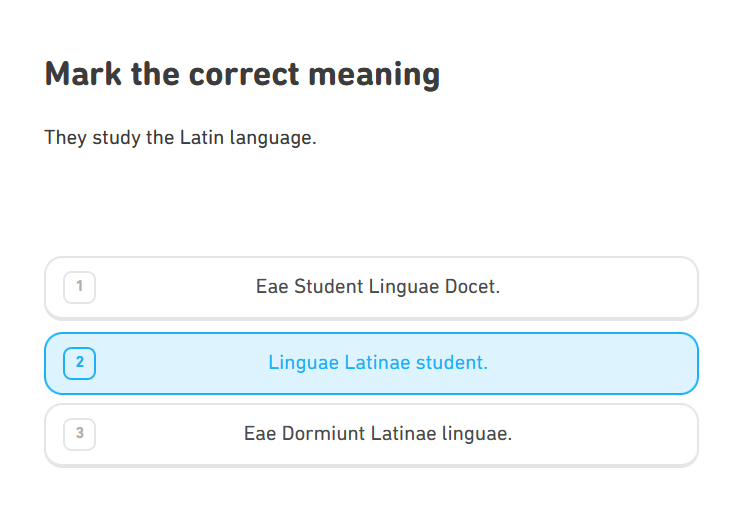 Mark the correct meaning
They study the Latin language.
1 Eae Student Linguae Docet.
2 Linguae Latinae student.
3 Eae Dormiunt Latinae linguae.